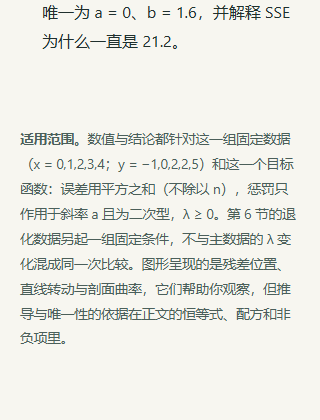 唯一为 a = 0、b = 1.6，并解释 SSE
为什么一直是 21.2。
适用范围。数值与结论都针对这一组固定数据
（x = 0,1,2,3,4；y = −1,0,2,2,5）和这一个目标
函数：误差用平方之和（不除以 n），惩罚只
作用于斜率 a 且为二次型，λ ≥ 0。第 6 节的退
化数据另起一组固定条件，不与主数据的 λ 变
化混成同一次比较。图形呈现的是残差位置、
直线转动与剖面曲率，它们帮助你观察，但推
导与唯一性的依据在正文的恒等式、配方和非
负项里。